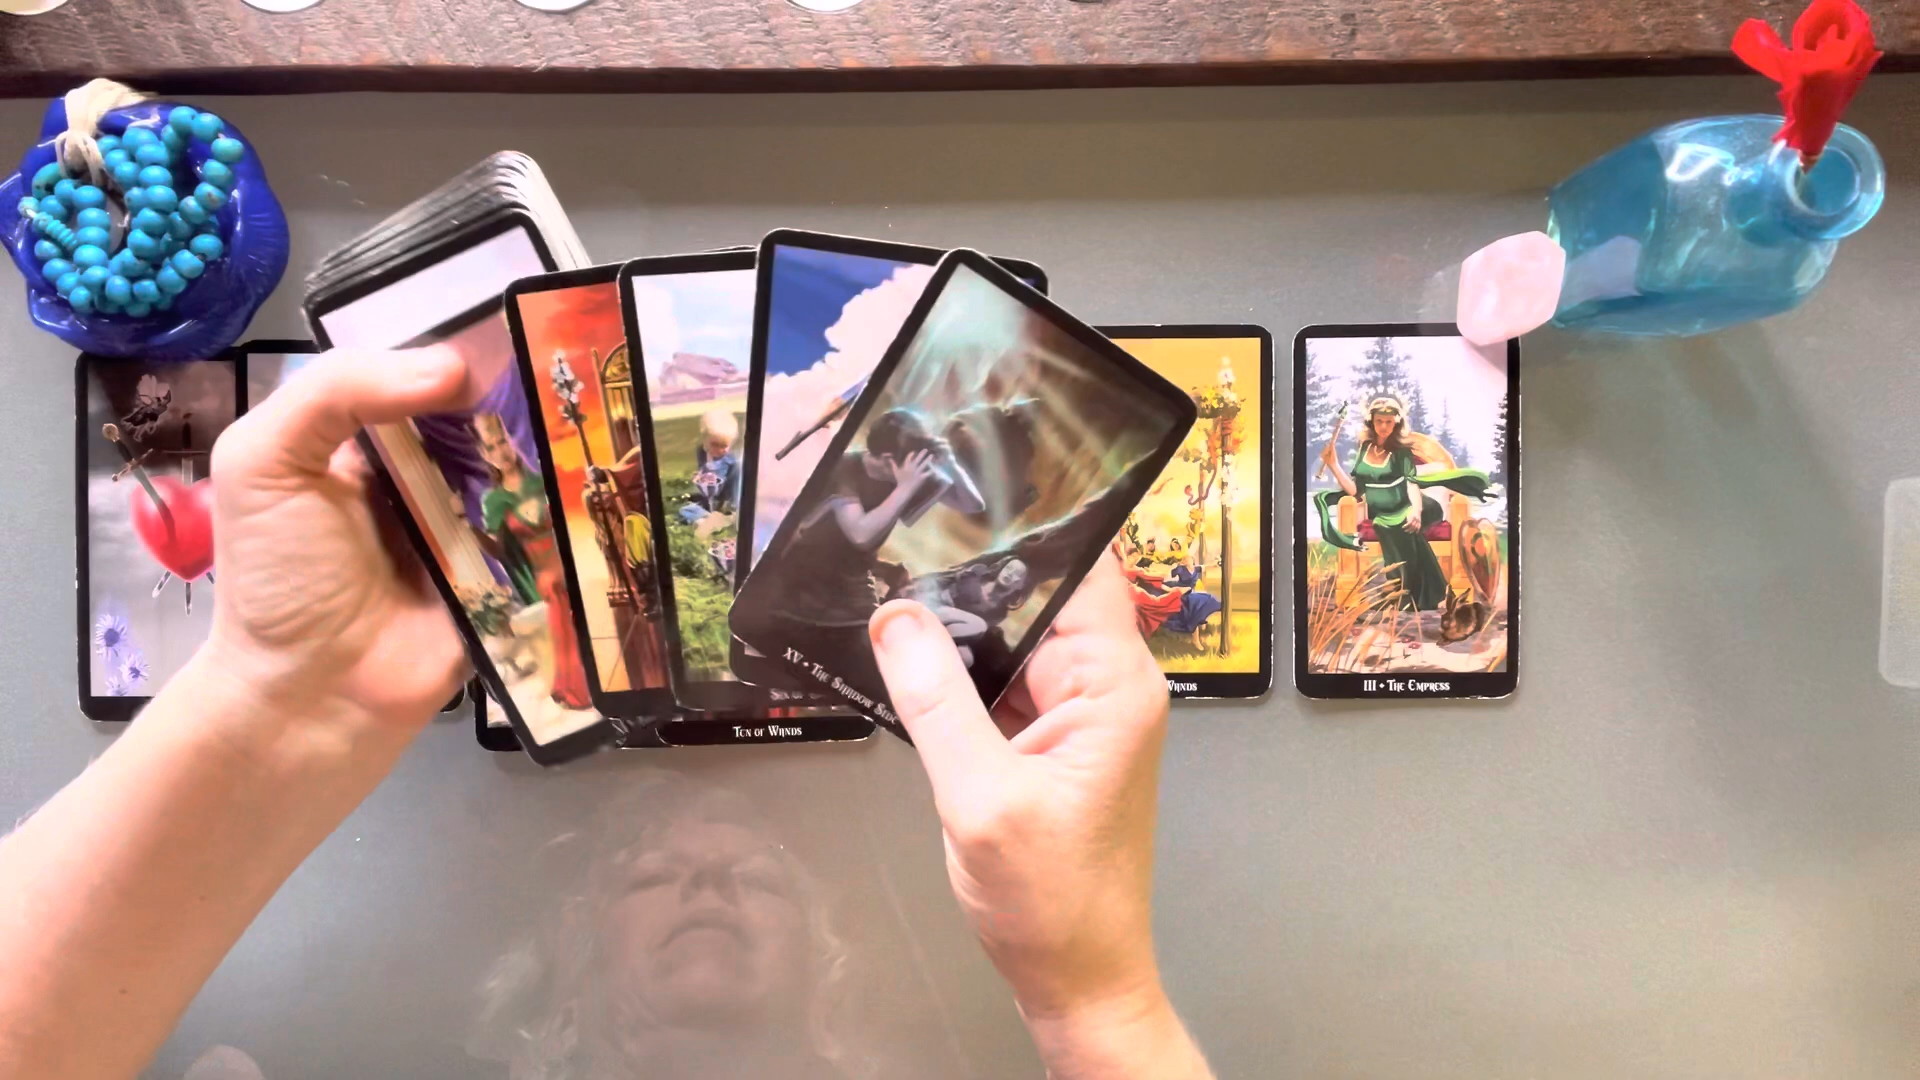 XV • The Shadow Side
Ten of Wands
Wands
III • The Empress